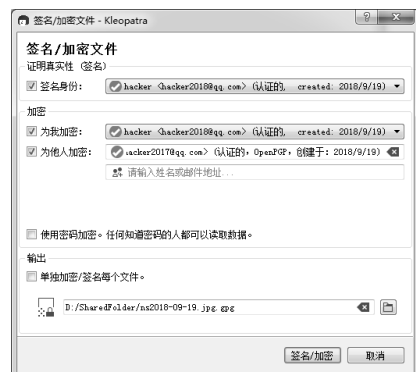 签名/加密文件 - Kleopatra
签名/加密文件
证明真实性 (签名)
签名身份: hacker <hacker2018@qq.com> (认证的, created: 2018/9/19)
加密
为我加密: hacker <hacker2018@qq.com> (认证的, created: 2018/9/19)
为他人加密: .acker2017@qq.com> (认证的, OpenPGP, 创建于: 2018/9/19)
请输入姓名或邮件地址...
使用密码加密。任何知道密码的人都可以读取数据。
输出
单独加密/签名每个文件。
D:/SharedFolder/ns2018-09-19.jpg.gpg
签名/加密
取消